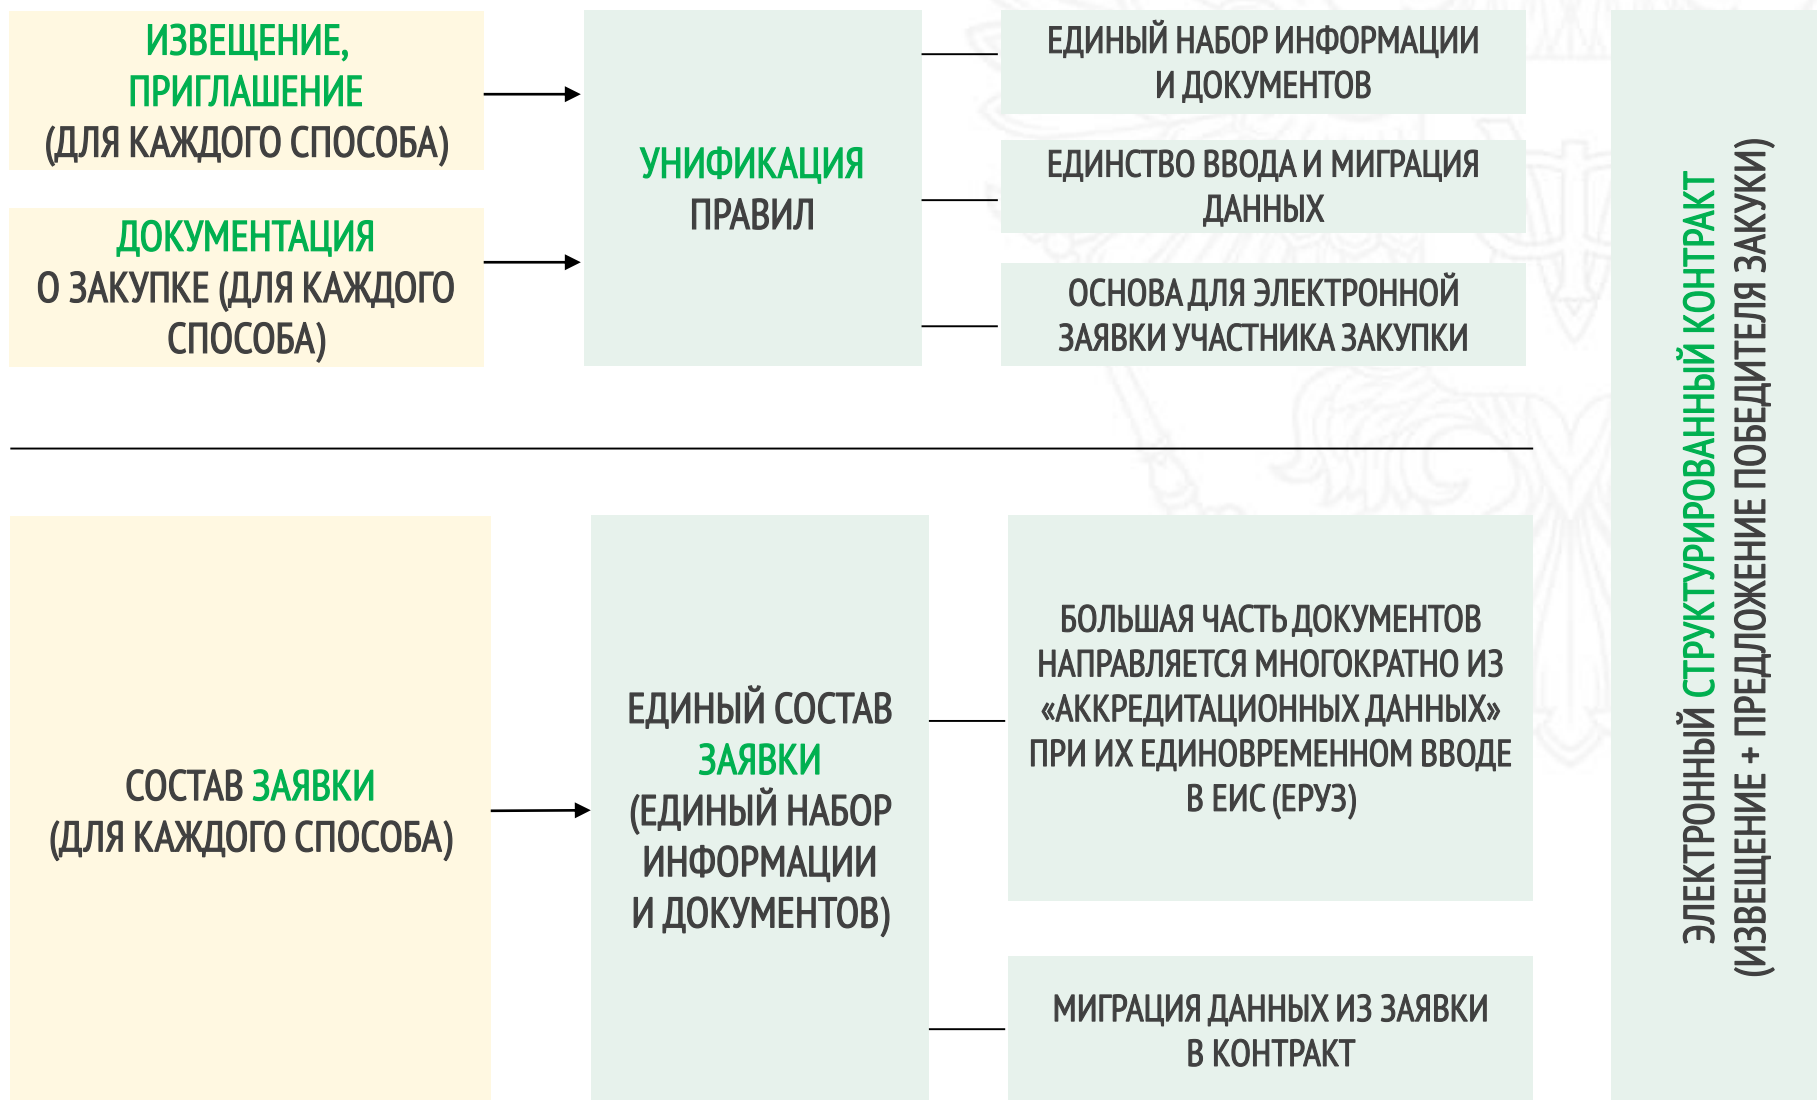 ИЗВЕЩЕНИЕ,
ПРИГЛАШЕНИЕ
(ДЛЯ КАЖДОГО СПОСОБА)
ДОКУМЕНТАЦИЯ
О ЗАКУПКЕ (ДЛЯ КАЖДОГО
СПОСОБА)
УНИФИКАЦИЯ
ПРАВИЛ
ЕДИНЫЙ НАБОР ИНФОРМАЦИИ
И ДОКУМЕНТОВ
ЕДИНСТВО ВВОДА И МИГРАЦИЯ
ДАННЫХ
ОСНОВА ДЛЯ ЭЛЕКТРОННОЙ
ЗАЯВКИ УЧАСТНИКА ЗАКУПКИ
СОСТАВ ЗАЯВКИ
(ДЛЯ КАЖДОГО СПОСОБА)
ЕДИНЫЙ СОСТАВ
ЗАЯВКИ
(ЕДИНЫЙ НАБОР
ИНФОРМАЦИИ
И ДОКУМЕНТОВ)
БОЛЬШАЯ ЧАСТЬ ДОКУМЕНТОВ
НАПРАВЛЯЕТСЯ МНОГОКРАТНО ИЗ
«АККРЕДИТАЦИОННЫХ ДАННЫХ»
ПРИ ИХ ЕДИНОВРЕМЕННОМ ВВОДЕ
В ЕИС (ЕРУЗ)
МИГРАЦИЯ ДАННЫХ ИЗ ЗАЯВКИ
В КОНТРАКТ
ЭЛЕКТРОННЫЙ СТРУКТУРИРОВАННЫЙ КОНТРАКТ
(ИЗВЕЩЕНИЕ + ПРЕДЛОЖЕНИЕ ПОБЕДИТЕЛЯ ЗАКУКИ)